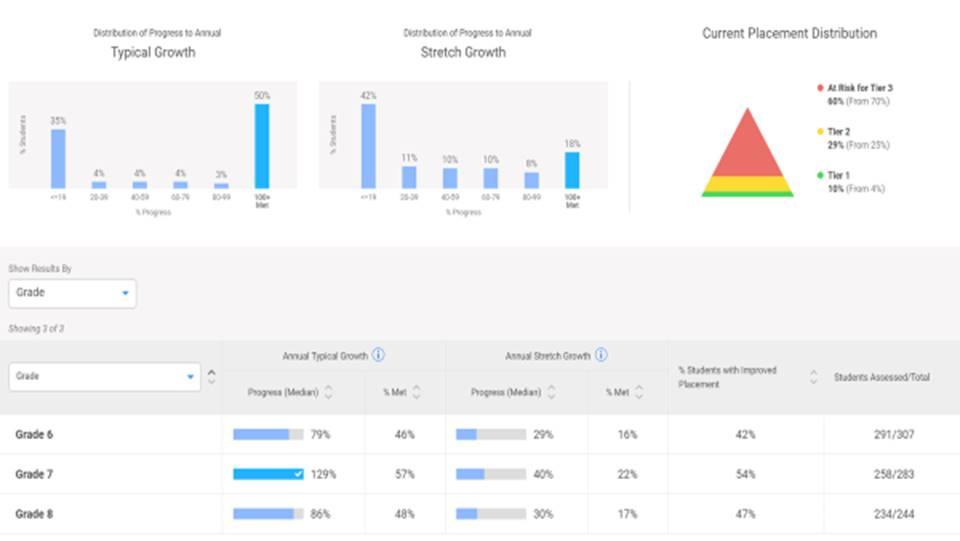 Distribution of Progress to Annual
Typical Growth
% Students
35%
4%
4%
4%
3%
50%
<=19
20-39
40-59
60-79
80-99
100+
Met
% Progress
Distribution of Progress to Annual
Stretch Growth
% Students
42%
11%
10%
10%
8%
18%
<=19
20-39
40-59
60-79
80-99
100+
Met
% Progress
Current Placement Distribution
At Risk for Tier 3
60% (From 70%)
Tier 2
29% (From 25%)
Tier 1
10% (From 4%)
Show Results By
Grade
Showing 3 of 3
Grade
Annual Typical Growth
Annual Stretch Growth
Progress (Median)
% Met
Progress (Median)
% Met
% Students with Improved
Placement
Students Assessed/Total
Grade 6 79% 46% 29% 16% 42% 291/307
Grade 7 129% 57% 40% 22% 54% 258/283
Grade 8 86% 48% 30% 17% 47% 234/244